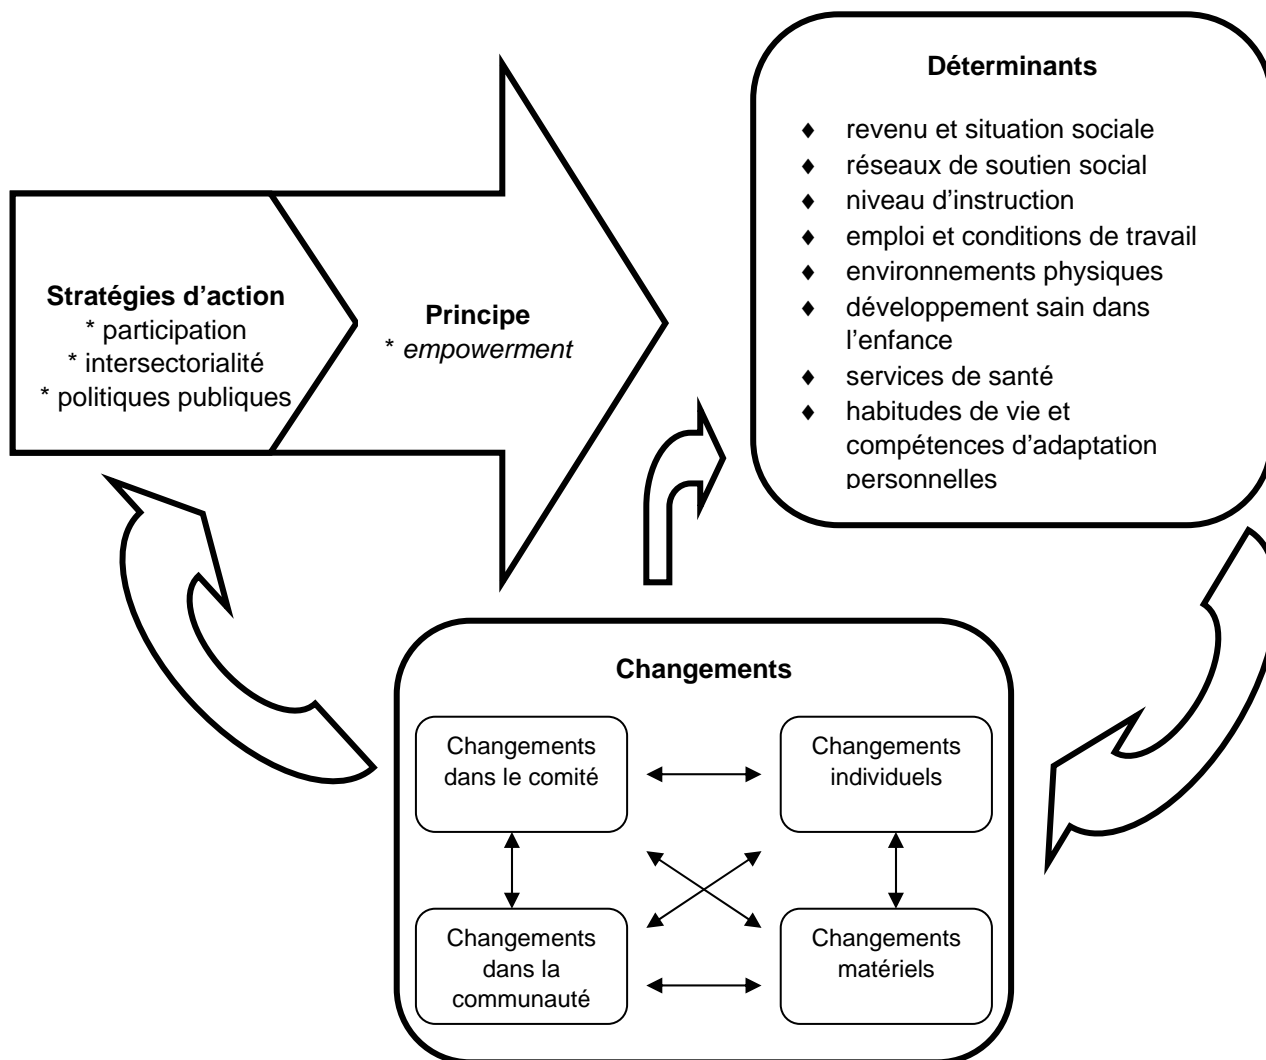 Stratégies d’action
* participation
* intersectorialité
* politiques publiques
Principe
* empowerment
Déterminants
♦ revenu et situation sociale
♦ réseaux de soutien social
♦ niveau d’instruction
♦ emploi et conditions de travail
♦ environnements physiques
♦ développement sain dans
l’enfance
♦ services de santé
♦ habitudes de vie et
compétences d’adaptation
personnelles
Changements
Changements
dans le comité
Changements
individuels
Changements
dans la
communauté
Changements
matériels